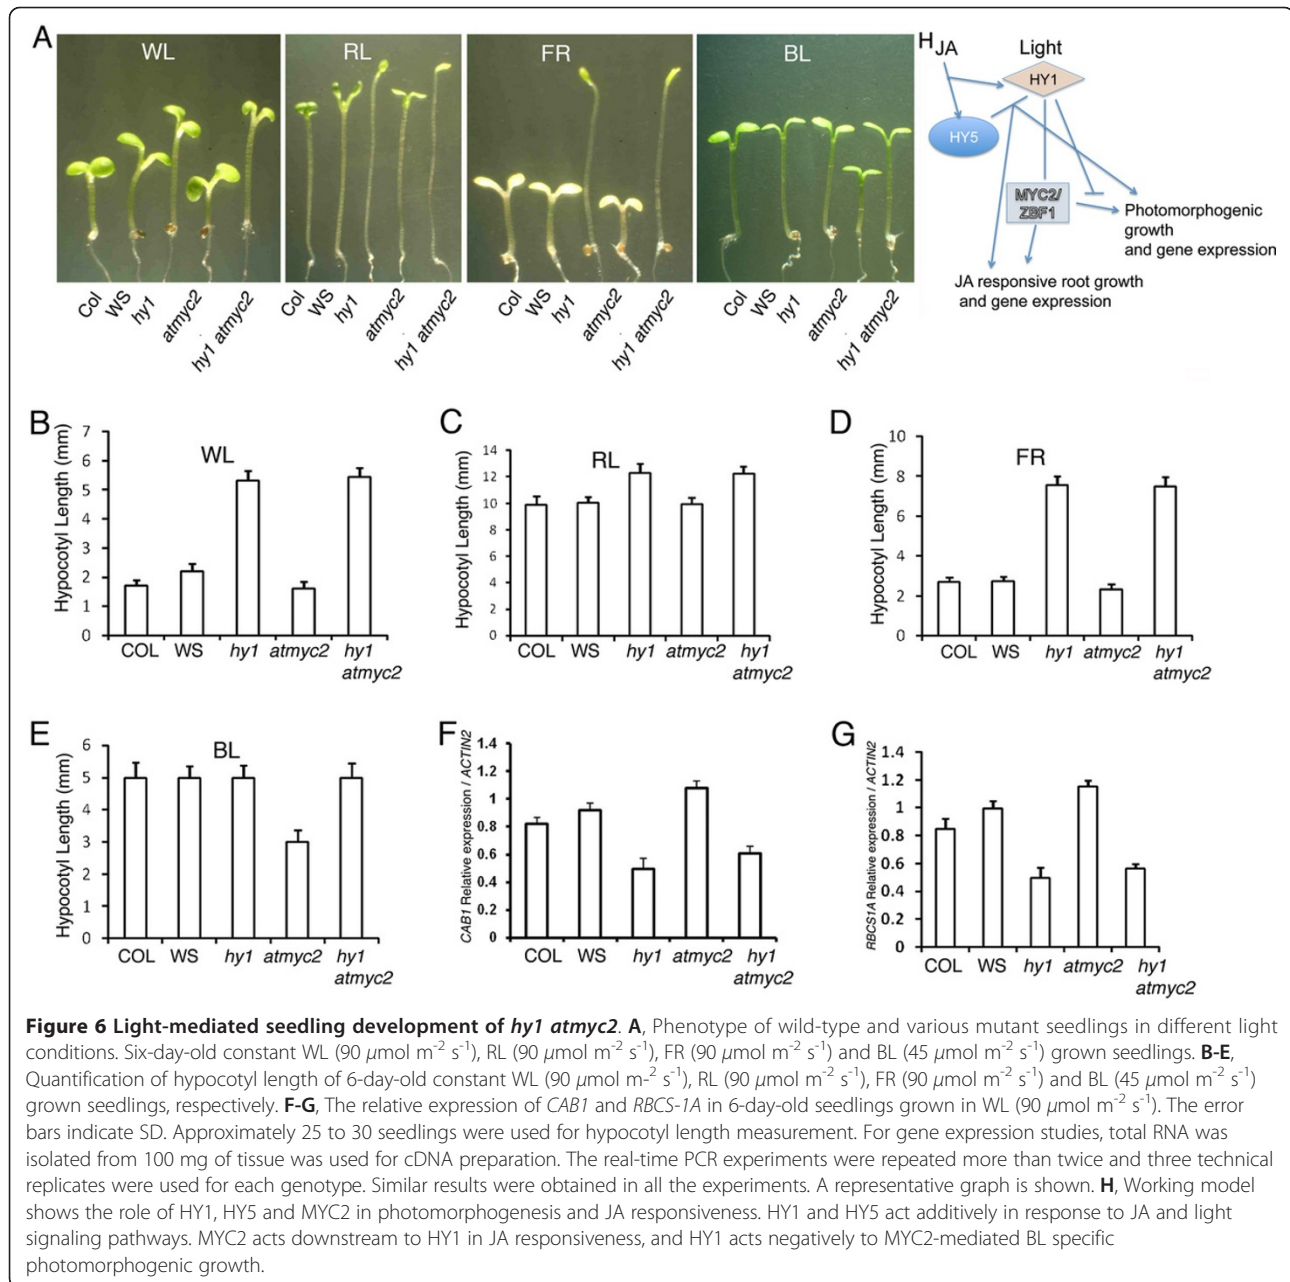 A
WL
RL
FR
BL
Col
WS
hy1
atmyc2
hy1 atmyc2
Col
WS
hy1
atmyc2
hy1 atmyc2
Col
WS
hy1
atmyc2
hy1 atmyc2
Col
WS
hy1
atmyc2
hy1 atmyc2
H
JA
Light
HY1
HY5
MYC2/
ZBF1
Photomorphogenic
growth
and gene expression
JA responsive root growth
and gene expression
B
WL
Hypocotyl Length (mm)
7
6
5
4
3
2
1
0
COL WS hy1 atmyc2 hy1
atmyc2
C
RL
Hypocotyl Length (mm)
14
12
10
8
6
4
2
0
COL WS hy1 atmyc2 hy1
atmyc2
D
FR
Hypocotyl Length (mm)
10
8
6
4
2
0
COL WS hy1 atmyc2 hy1
atmyc2
E
BL
Hypocotyl Length (mm)
6
5
4
3
2
1
0
COL WS hy1 atmyc2 hy1
atmyc2
F
CAB1 Relative expression / ACTIN2
1.4
1.2
1
0.8
0.6
0.4
0.2
0
COL WS hy1 atmyc2 hy1
atmyc2
G
RBCS1A Relative expression / ACTIN2
1.4
1.2
1
0.8
0.6
0.4
0.2
0
COL WS hy1 atmyc2 hy1
atmyc2
Figure 6 Light-mediated seedling development of hy1 atmyc2. A, Phenotype of wild-type and various mutant seedlings in different light
conditions. Six-day-old constant WL (90 μmol m-2 s-1), RL (90 μmol m-2 s-1), FR (90 μmol m-2 s-1) and BL (45 μmol m-2 s-1) grown seedlings. B-E,
Quantification of hypocotyl length of 6-day-old constant WL (90 μmol m-2 s-1), RL (90 μmol m-2 s-1), FR (90 μmol m-2 s-1) and BL (45 μmol m-2 s-1)
grown seedlings, respectively. F-G, The relative expression of CAB1 and RBCS-1A in 6-day-old seedlings grown in WL (90 μmol m-2 s-1). The error
bars indicate SD. Approximately 25 to 30 seedlings were used for hypocotyl length measurement. For gene expression studies, total RNA was
isolated from 100 mg of tissue was used for cDNA preparation. The real-time PCR experiments were repeated more than twice and three technical
replicates were used for each genotype. Similar results were obtained in all the experiments. A representative graph is shown. H, Working model
shows the role of HY1, HY5 and MYC2 in photomorphogenesis and JA responsiveness. HY1 and HY5 act additively in response to JA and light
signaling pathways. MYC2 acts downstream to HY1 in JA responsiveness, and HY1 acts negatively to MYC2-mediated BL specific
photomorphogenic growth.